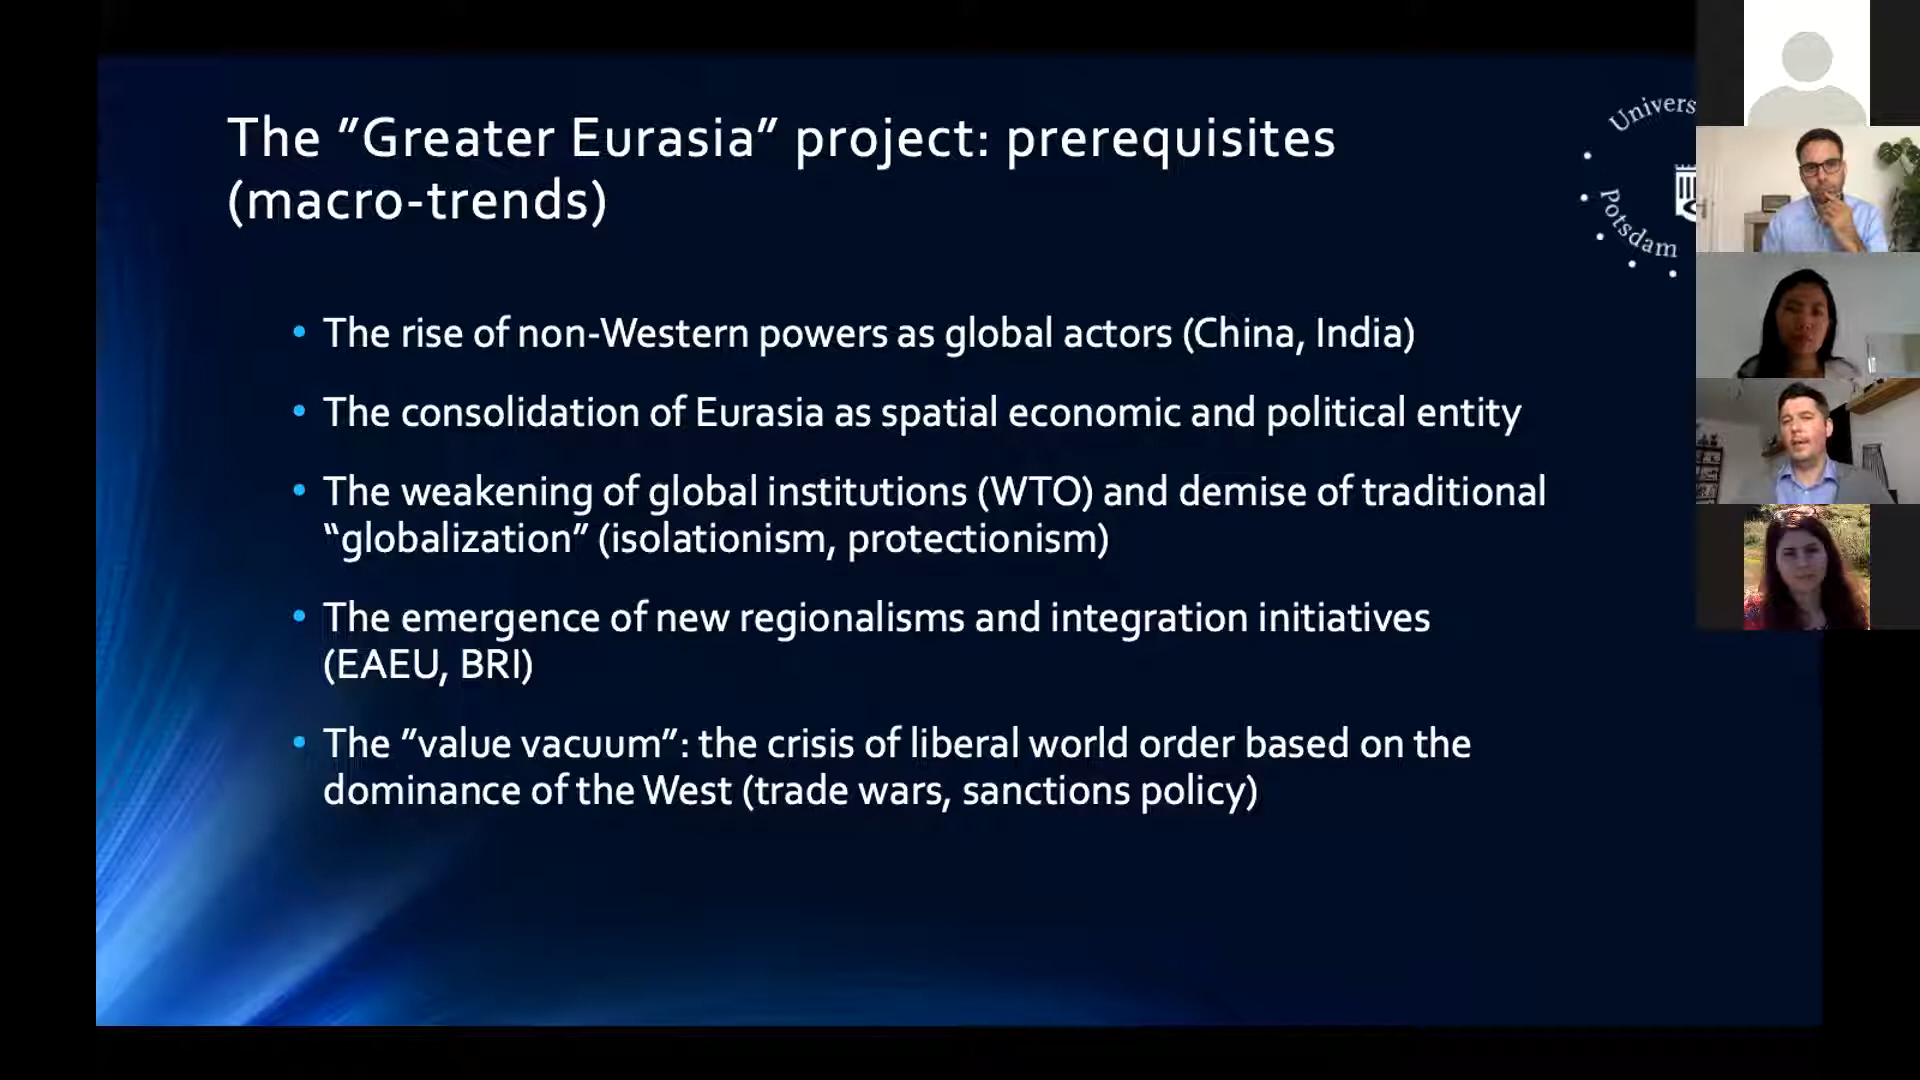 The ”Greater Eurasia” project: prerequisites
(macro-trends)
Univers
Potsdam
• The rise of non-Western powers as global actors (China, India)
• The consolidation of Eurasia as spatial economic and political entity
• The weakening of global institutions (WTO) and demise of traditional
“globalization” (isolationism, protectionism)
• The emergence of new regionalisms and integration initiatives
(EAEU, BRI)
• The ”value vacuum”: the crisis of liberal world order based on the
dominance of the West (trade wars, sanctions policy)